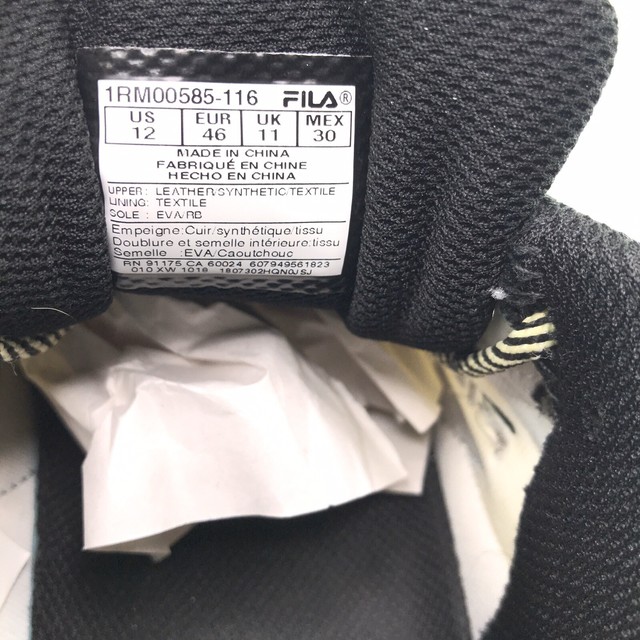 1RM00585-116 FILA®
US EUR UK MEX
12 46 11 30
MADE IN CHINA
FABRIQUÉ EN CHINE
HECHO EN CHINA
UPPER: LEATHER/SYNTHETIC/TEXTILE
LINING: TEXTILE
SOLE: EVA/RB
Empeigne:Cuir/synthétique/tissu
Doublure et semelle intérieure:tissu
Semelle :EVA/Caoutchouc
RN 91175 CA 60024 607949561823
010 XW 1018 1807302HQN0JSJ